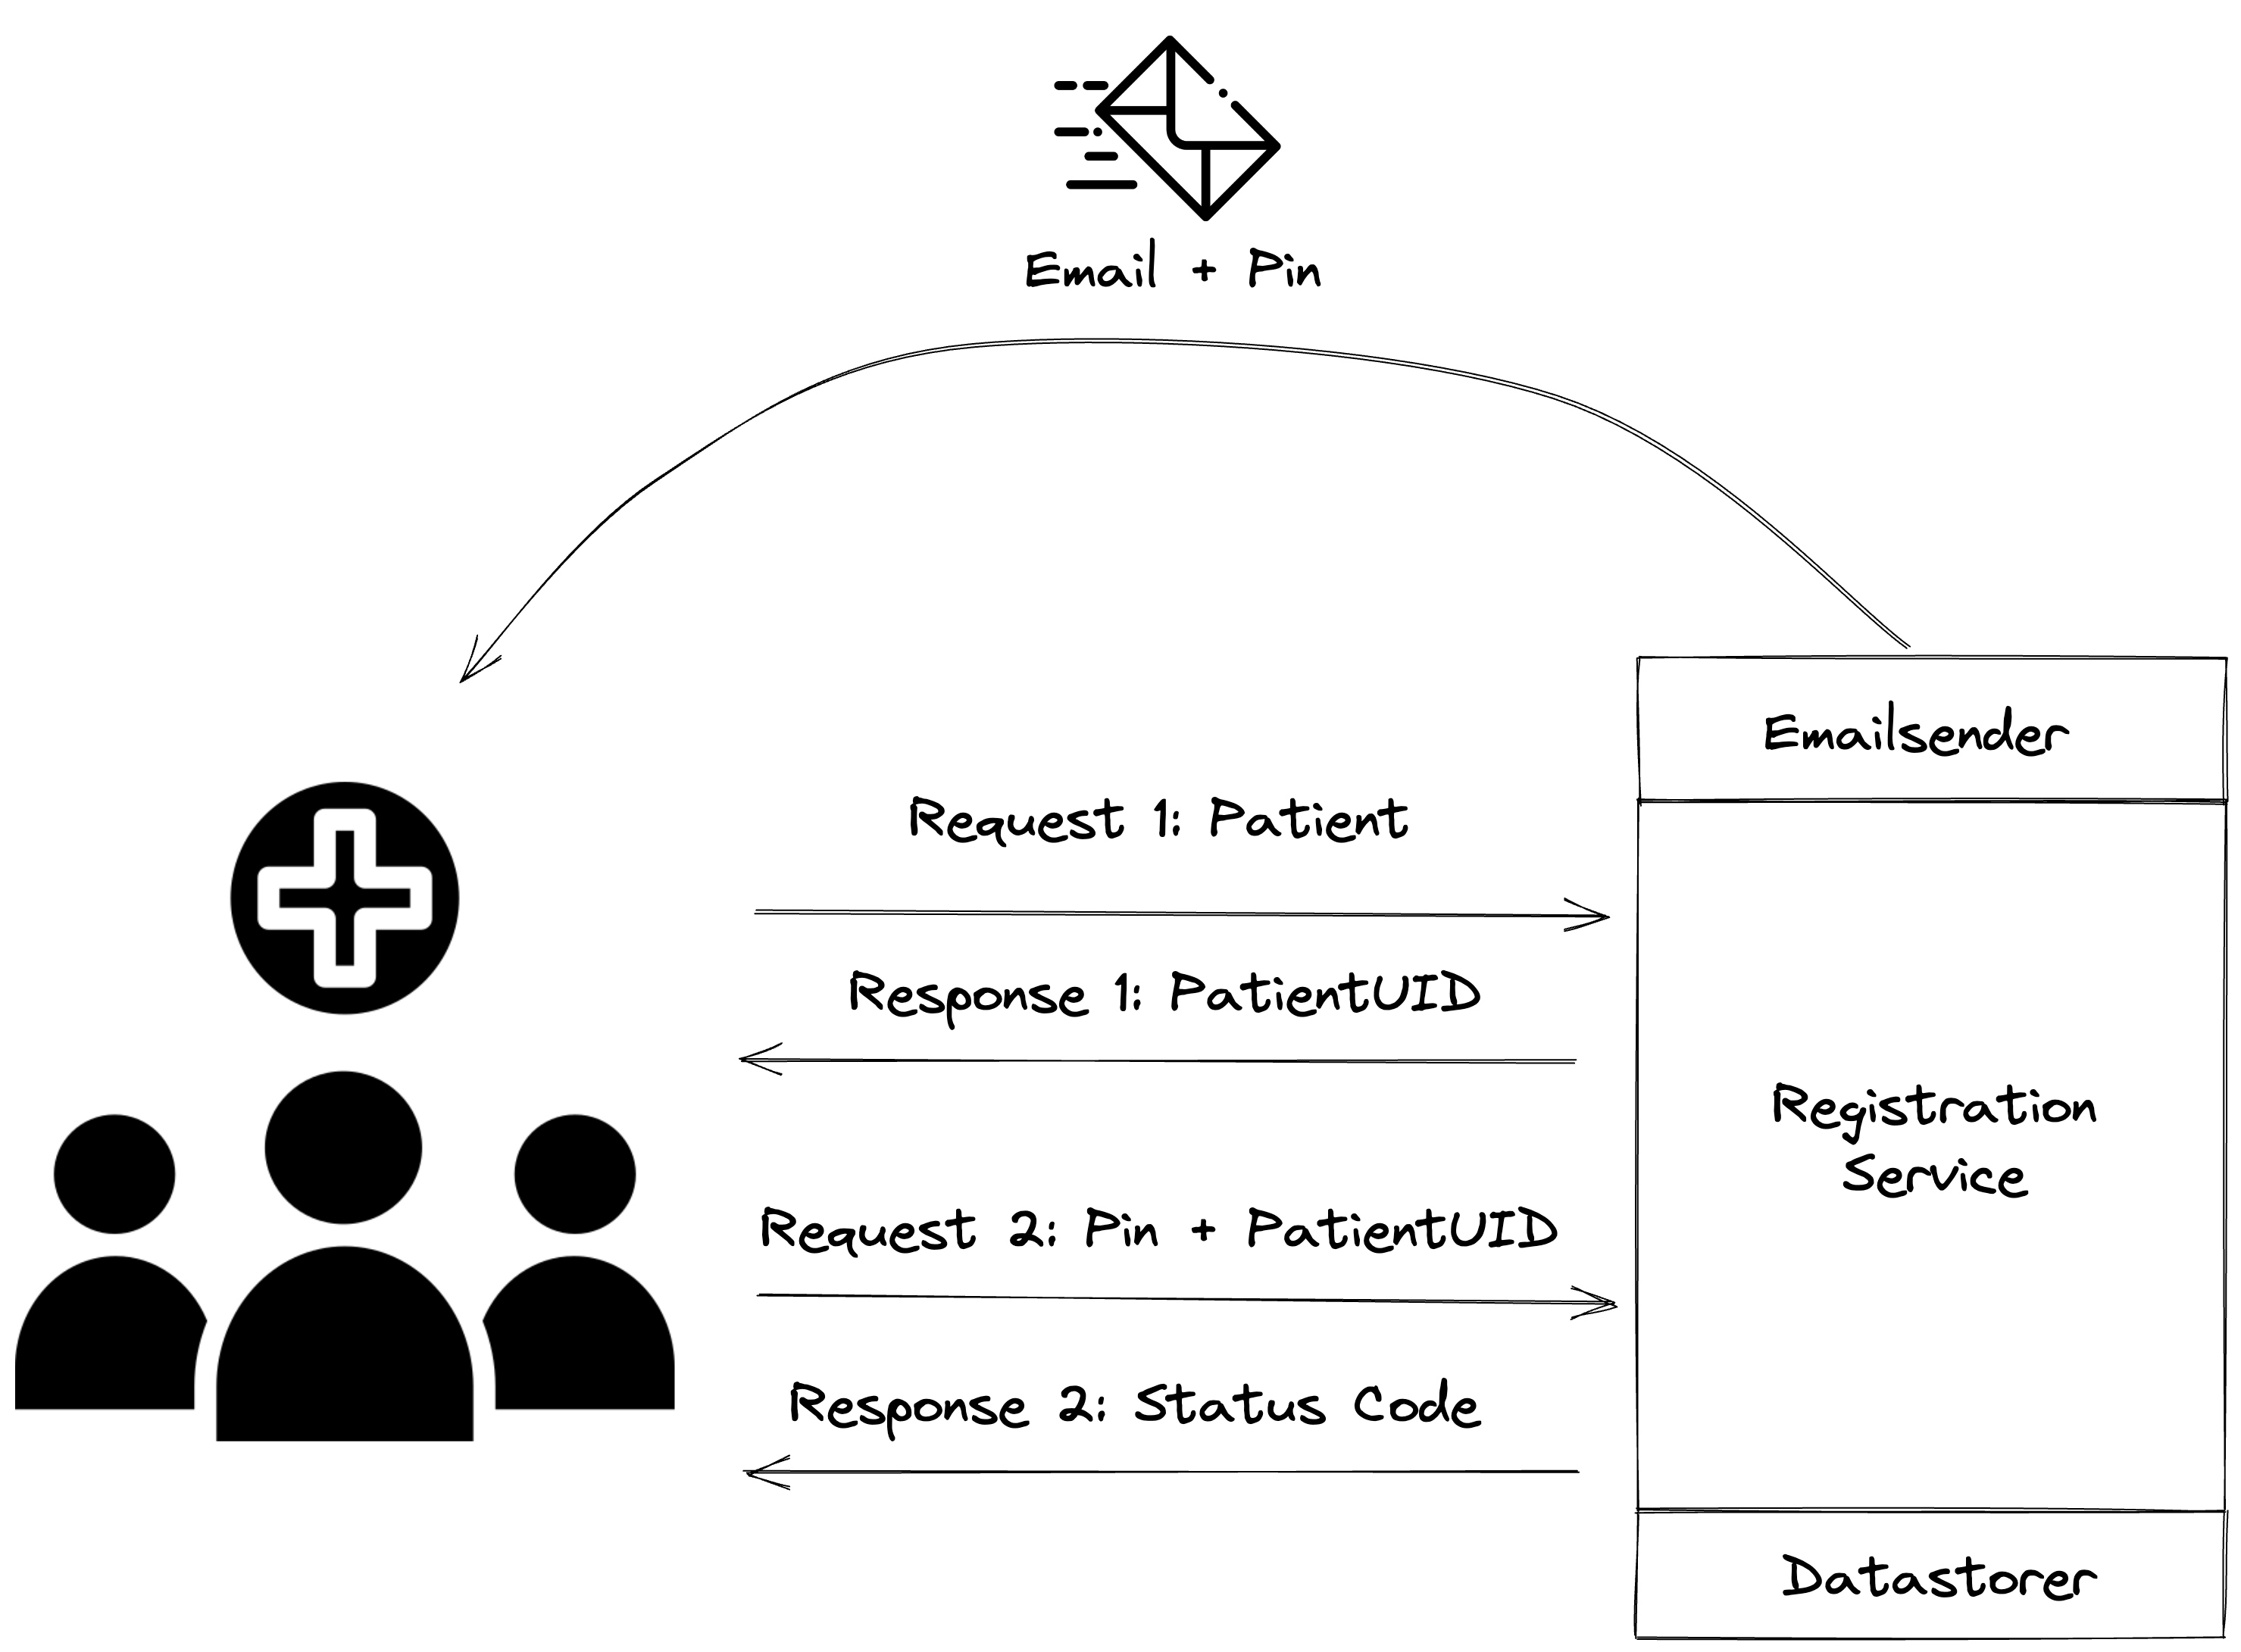 Email + Pin
Emailsender
Request 1: Patient
Response 1: PatientUID
Registration
Service
Request 2: Pin + PatientUID
Response 2: Status Code
Datastorer